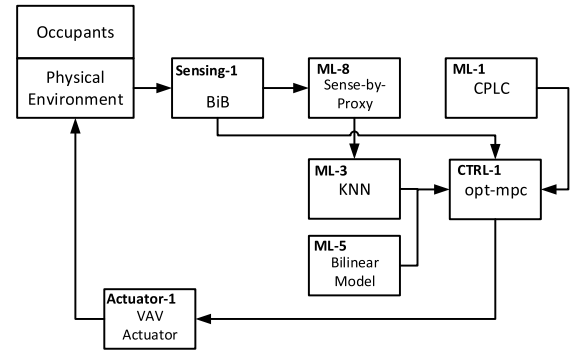 Occupants
Physical
Environment
Sensing-1
BiB
ML-8
Sense-by-
Proxy
ML-1
CPLC
ML-3
KNN
CTRL-1
opt-mpc
ML-5
Bilinear
Model
Actuator-1
VAV
Actuator